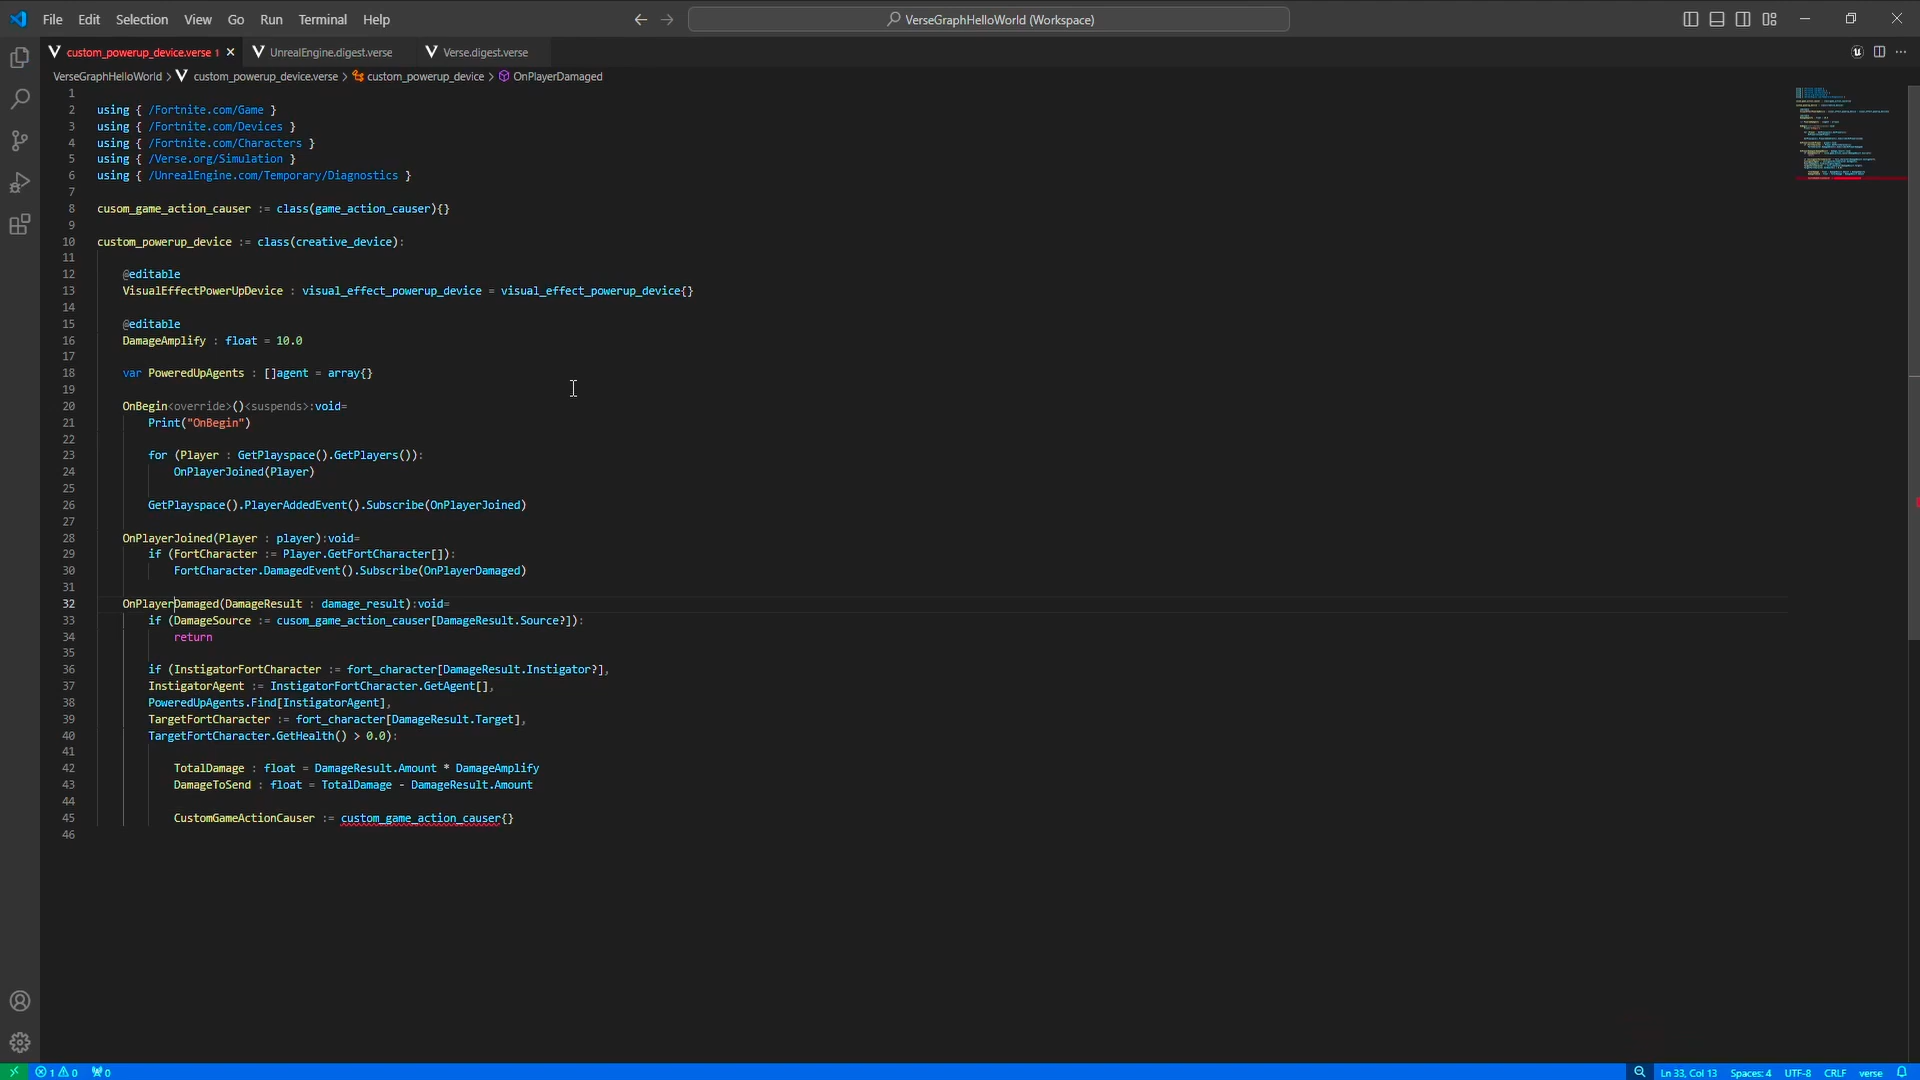 File Edit Selection View Go Run Terminal Help
VerseGraphHelloWorld (Workspace)
custom_powerup_device.verse 1
UnrealEngine.digest.verse
Verse.digest.verse
VerseGraphHelloWorld > custom_powerup_device.verse > custom_powerup_device > OnPlayerDamaged
1
2 using { /Fortnite.com/Game }
3 using { /Fortnite.com/Devices }
4 using { /Fortnite.com/Characters }
5 using { /Verse.org/Simulation }
6 using { /UnrealEngine.com/Temporary/Diagnostics }
7
8 cusom_game_action_causer := class(game_action_causer){}
9
10 custom_powerup_device := class(creative_device):
11
12 @editable
13 VisualEffectPowerUpDevice : visual_effect_powerup_device = visual_effect_powerup_device{}
14
15 @editable
16 DamageAmplify : float = 10.0
17
18 var PoweredUpAgents : []agent = array{}
19
20 OnBegin<override>()<suspends>:void=
21 Print("OnBegin")
22
23 for (Player : GetPlayspace().GetPlayers()):
24 OnPlayerJoined(Player)
25
26 GetPlayspace().PlayerAddedEvent().Subscribe(OnPlayerJoined)
27
28 OnPlayerJoined(Player : player):void=
29 if (FortCharacter := Player.GetFortCharacter[]):
30 FortCharacter.DamagedEvent().Subscribe(OnPlayerDamaged)
31
32 OnPlayerDamaged(DamageResult : damage_result):void=
33 if (DamageSource := cusom_game_action_causer[DamageResult.Source?]):
34 return
35
36 if (InstigatorFortCharacter := fort_character[DamageResult.Instigator?],
37 InstigatorAgent := InstigatorFortCharacter.GetAgent[],
38 PoweredUpAgents.Find[InstigatorAgent],
39 TargetFortCharacter := fort_character[DamageResult.Target],
40 TargetFortCharacter.GetHealth() > 0.0):
41
42 TotalDamage : float = DamageResult.Amount * DamageAmplify
43 DamageToSend : float = TotalDamage - DamageResult.Amount
44
45 CustomGameActionCauser := custom_game_action_causer{}
46
1 0 0 Ln 33, Col 13 Spaces: 4 UTF-8 CRLF verse